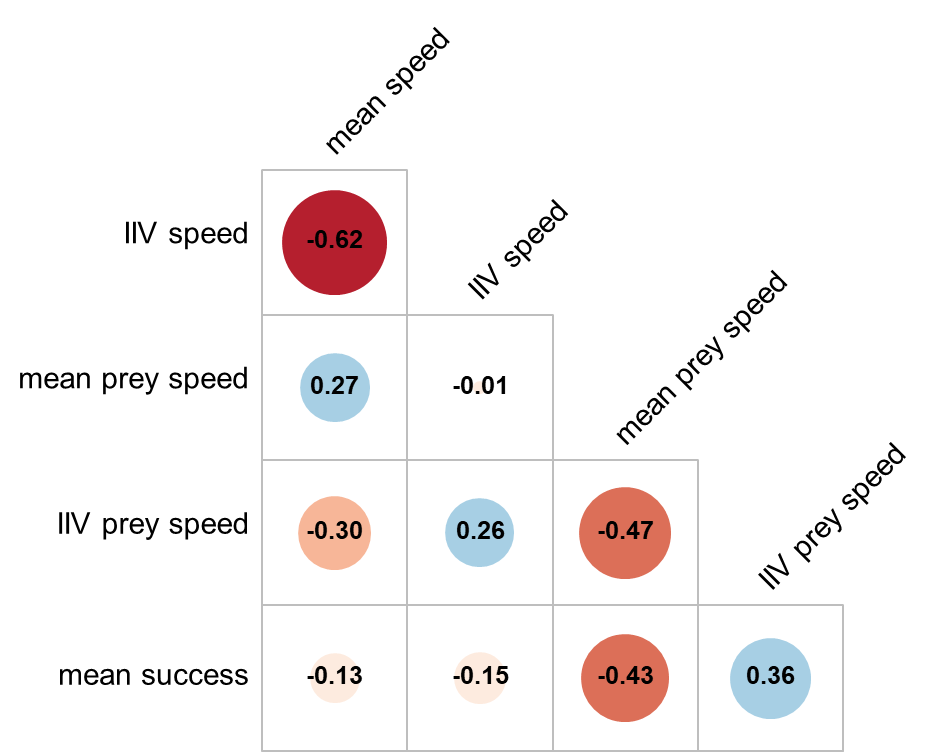 mean speed
IIV speed
-0.62
IIV speed
mean prey speed
0.27
-0.01
mean prey speed
IIV prey speed
-0.30
0.26
-0.47
IIV prey speed
mean success
-0.13
-0.15
-0.43
0.36